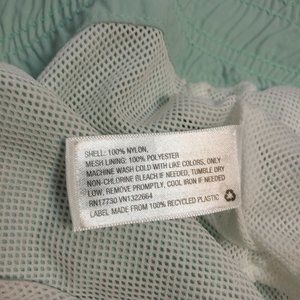 SHELL: 100% NYLON,
MESH LINING: 100% POLYESTER
MACHINE WASH COLD WITH LIKE COLORS, ONLY
NON-CHLORINE BLEACH IF NEEDED, TUMBLE DRY
LOW, REMOVE PROMPTLY, COOL IRON IF NEEDED
RN17730 VN1322664
LABEL MADE FROM 100% RECYCLED PLASTIC